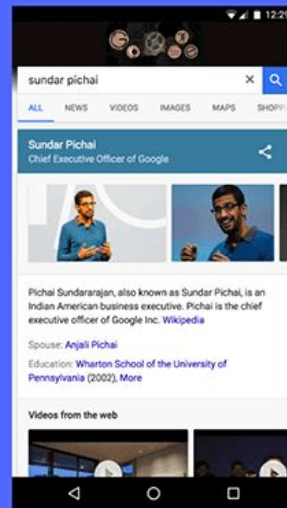 12:29
sundar pichai
ALL NEWS VIDEOS IMAGES MAPS SHOPP
Sundar Pichai
Chief Executive Officer of Google
Pichai Sundararajan, also known as Sundar Pichai, is an
Indian American business executive. Pichai is the chief
executive officer of Google Inc. Wikipedia
Spouse: Anjali Pichai
Education: Wharton School of the University of
Pennsylvania (2002), More
Videos from the web